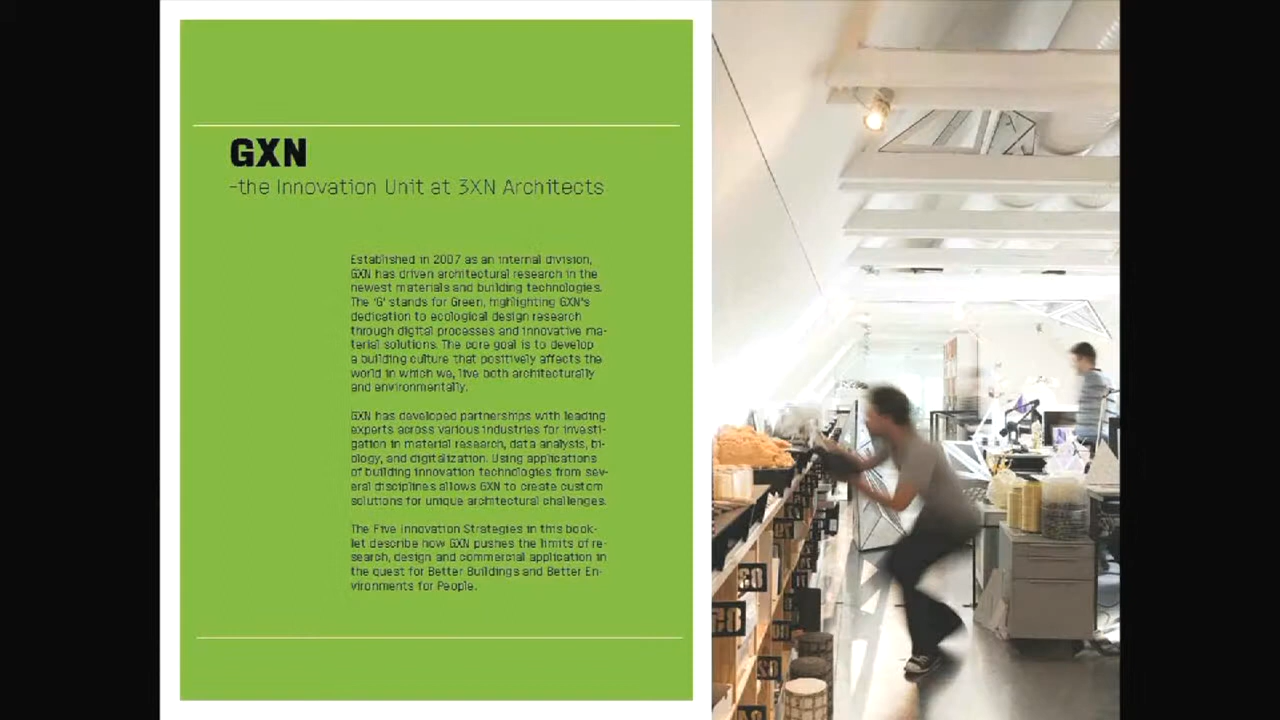 GXN
-the Innovation Unit at 3XN Architects
Established in 2007 as an internal division,
GXN has driven architectural research in the
newest materials and building technologies.
The 'G' stands for Green, highlighting GXN's
dedication to ecological design research
through digital processes and innovative ma-
terial solutions. The core goal is to develop
a building culture that positively affects the
world in which we, live both architecturally
and environmentally.
GXN has developed partnerships with leading
experts across various industries for investi-
gation in material research, data analysis, bi-
ology, and digitalization. Using applications
of building innovation technologies from sev-
eral disciplines allows GXN to create custom
solutions for unique architectural challenges.
The Five Innovation Strategies in this book-
let describe how GXN pushes the limits of re-
search, design and commercial application in
the quest for Better Buildings and Better En-
vironments for People.